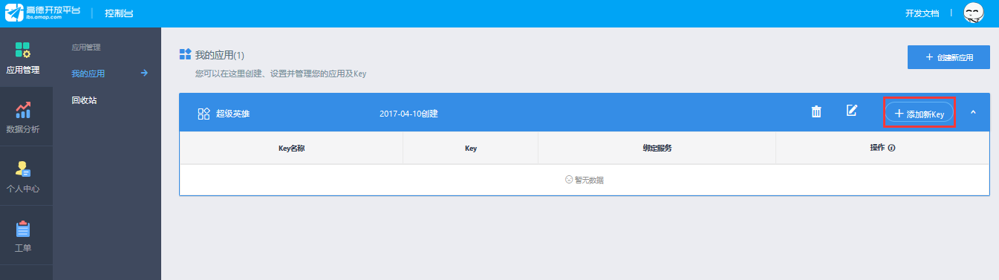 高德开放平台
lbs.amap.com
控制台
开发文档
应用管理
数据分析
个人中心
工单
应用管理
我的应用
回收站
我的应用(1)
您可以在这里创建、设置并管理您的应用及Key
创建新应用
超级英雄
2017-04-10创建
添加新Key
Key名称
Key
绑定服务
操作
暂无数据